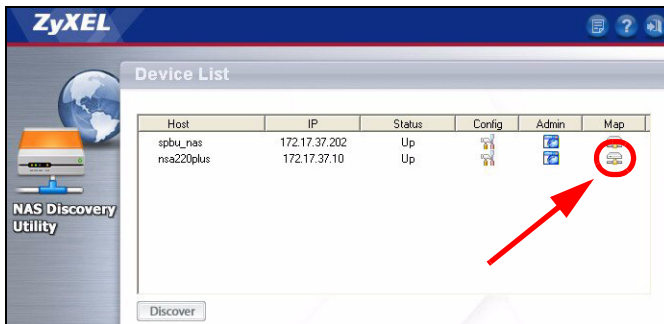 ZyXEL
Device List
Host IP Status Config Admin Map
spbu_nas 172.17.37.202 Up
nsa220plus 172.17.37.10 Up
NAS Discovery
Utility
Discover